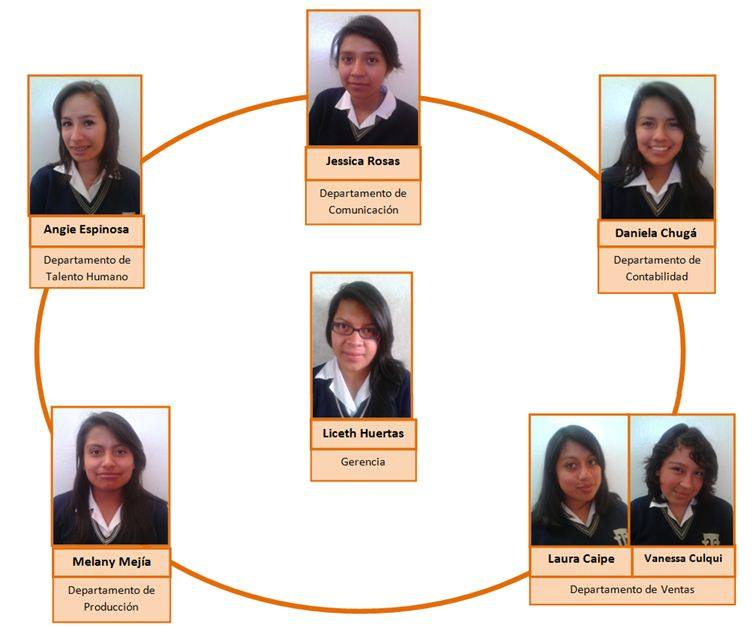 Jessica Rosas
Departamento de
Comunicación
Angie Espinosa
Departamento de
Talento Humano
Daniela Chugá
Departamento de
Contabilidad
Liceth Huertas
Gerencia
Melany Mejía
Departamento de
Producción
Laura Caipe
Vanessa Culqui
Departamento de Ventas